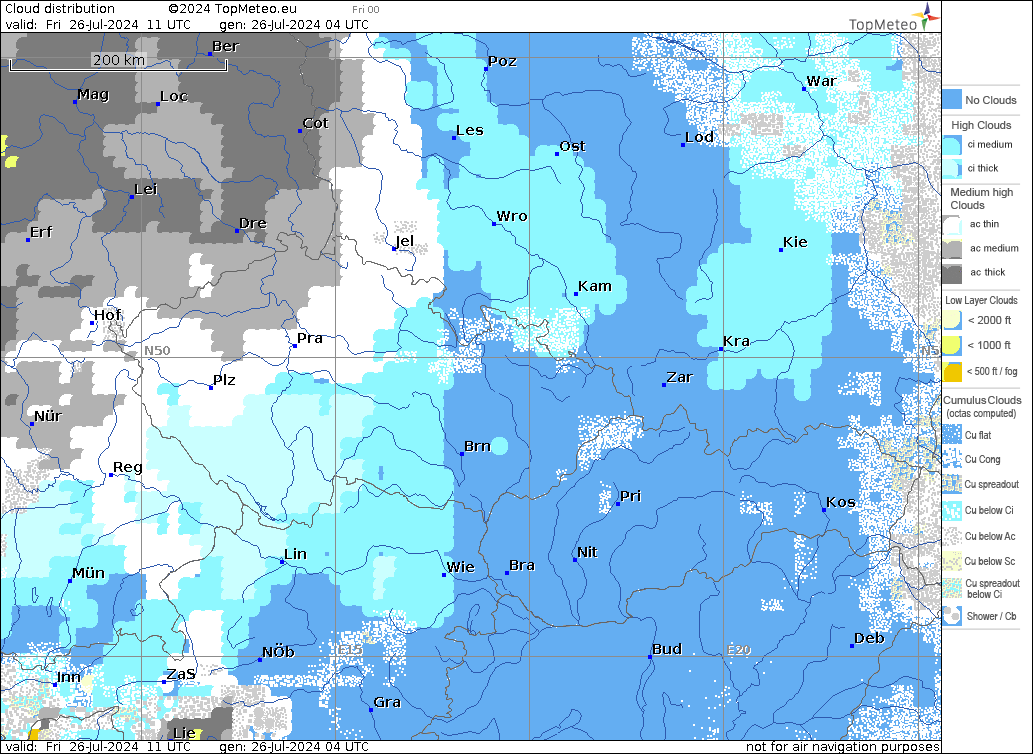 Cloud distribution ©2024 TopMeteo.eu Fri 00
valid: Fri 26-Jul-2024 11 UTC gen: 26-Jul-2024 04 UTC
TopMeteo
200 km
Ber
Poz
War
Mag
Loc
Cot
Les
Ost
Lod
Lei
Erf
Dre
Jel
Wro
Kie
Kam
Hof
Pra
Kra
N50
N5
Plz
Zar
Nür
Brn
Reg
Pri
Kos
Lin
Wie
Bra
Nit
Mün
NÖb
E15
Bud
E20
Deb
Inn
ZaS
Gra
Lie
valid: Fri 26-Jul-2024 11 UTC gen: 26-Jul-2024 04 UTC
not for air navigation purposes
No Clouds
High Clouds
ci medium
ci thick
Medium high
Clouds
ac thin
ac medium
ac thick
Low Layer Clouds
< 2000 ft
< 1000 ft
< 500 ft / fog
Cumulus Clouds
(octas computed)
Cu flat
Cu Cong
Cu spreadout
Cu below Ci
Cu below Ac
Cu below Sc
Cu spreadout
below Ci
Shower / Cb